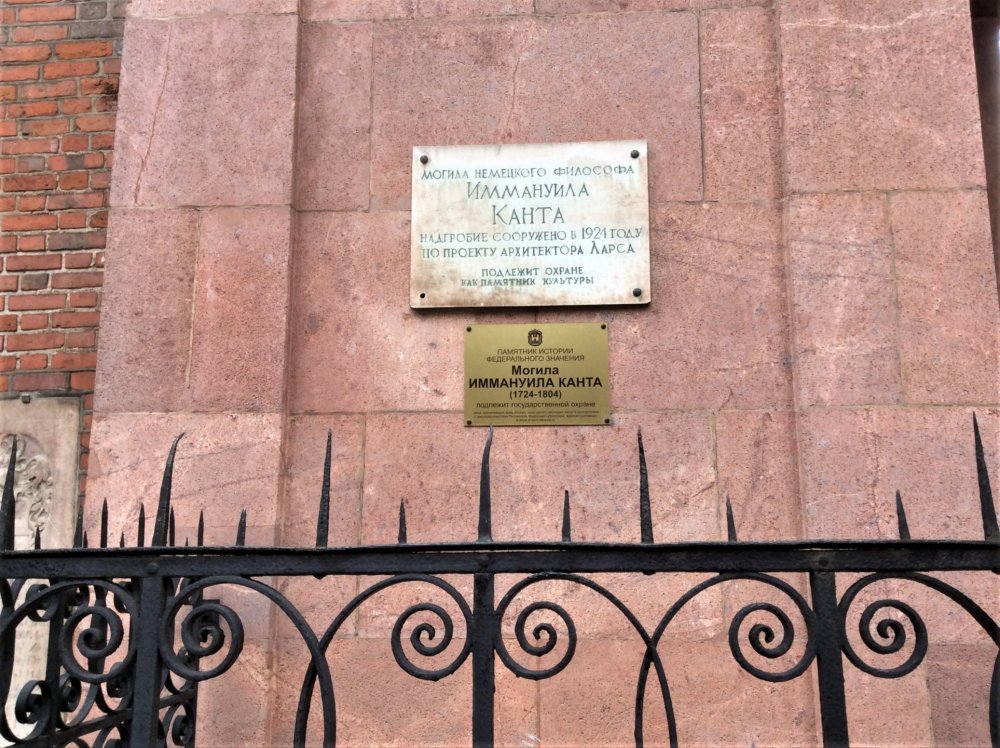 МОГИЛА НЕМЕЦКОГО ФИЛОСОФА
ИММАНУИЛА
КАНТА
НАДГРОБИЕ СООРУЖЕНО В 1924 ГОДУ
ПО ПРОЕКТУ АРХИТЕКТОРА ЛАРСА
ПОДЛЕЖИТ ОХРАНЕ
КАК ПАМЯТНИК КУЛЬТУРЫ
ПАМЯТНИК ИСТОРИИ
ФЕДЕРАЛЬНОГО ЗНАЧЕНИЯ
Могила
ИММАНУИЛА КАНТА
(1724-1804)
подлежит государственной охране